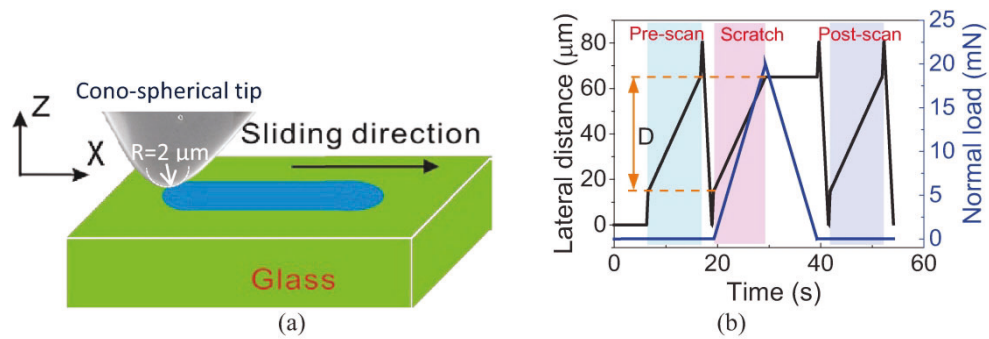 Cono-spherical tip
Z
X
R=2 μm
Sliding direction
Glass
(a)
(b)
Lateral distance (μm)
80
60
40
20
0
Pre-scan
Scratch
Post-scan
D
25
20
15
10
5
0
Normal load (mN)
0
20
40
60
Time (s)